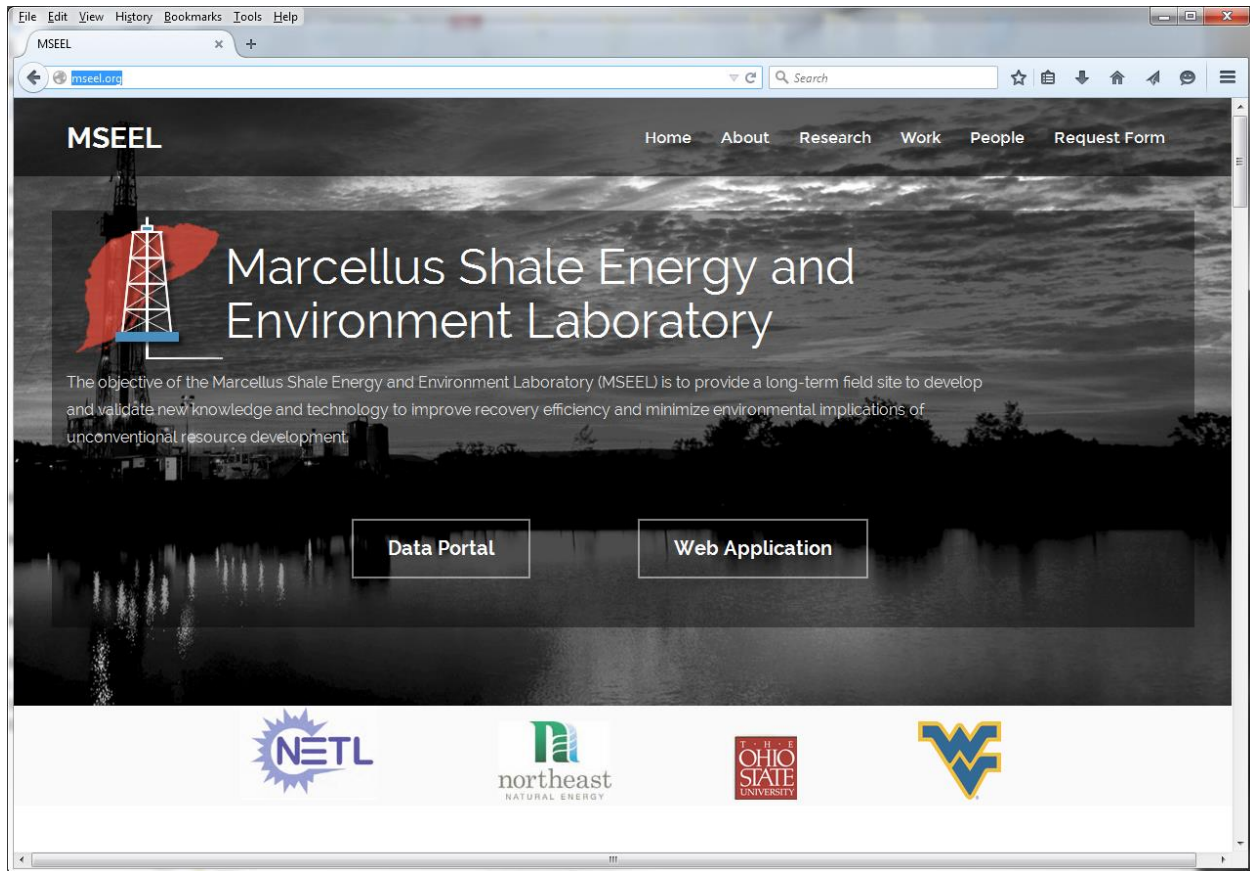 File Edit View History Bookmarks Tools Help
MSEEL × +
mseel.org Search
MSEEL Home About Research Work People Request Form
Marcellus Shale Energy and
Environment Laboratory
The objective of the Marcellus Shale Energy and Environment Laboratory (MSEEL) is to provide a long-term field site to develop
and validate new knowledge and technology to improve recovery efficiency and minimize environmental implications of
unconventional resource development.
Data Portal Web Application
NETL
northeast
NATURAL ENERGY
T · H · E
OHIO
STATE
UNIVERSITY
WV